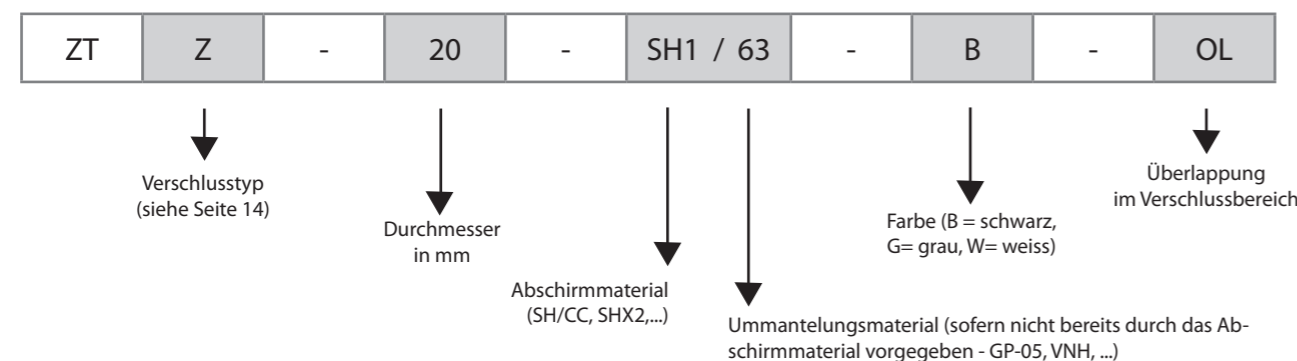 ZT Z - 20 - SH1 / 63 - B - OL
Verschlusstyp
(siehe Seite 14)
Durchmesser
in mm
Abschirmmaterial
(SH/CC, SHX2,...)
Ummantelungsmaterial (sofern nicht bereits durch das Ab-
schirmmaterial vorgegeben - GP-05, VNH, ...)
Farbe (B = schwarz,
G= grau, W= weiss)
Überlappung
im Verschlussbereich